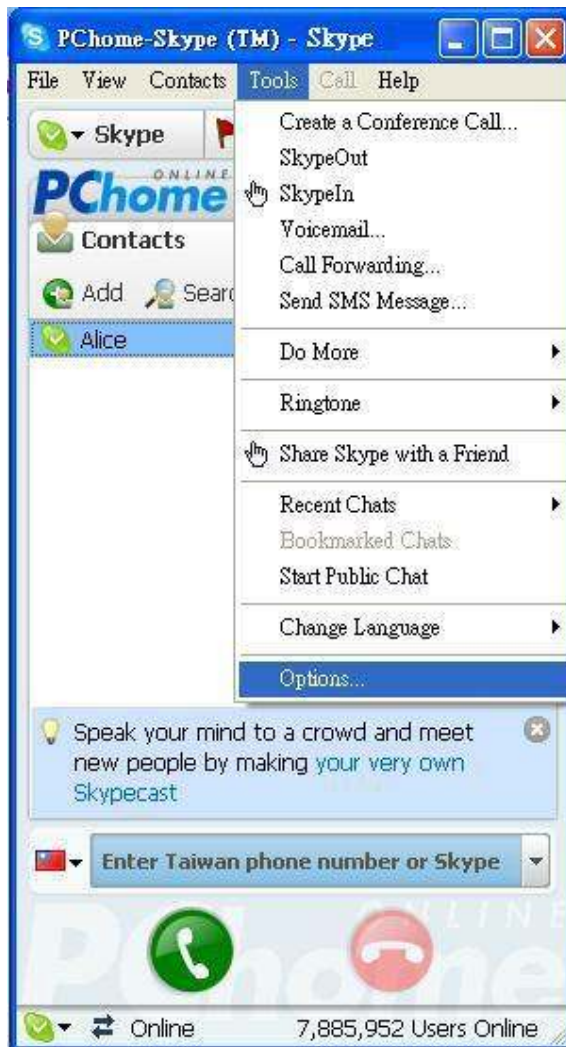 PChome-Skype (TM) - Skype
File View Contacts Tools Call Help
Skype
ONLINE
PChome
Contacts
Add Searc
Alice
Create a Conference Call...
SkypeOut
SkypeIn
Voicemail...
Call Forwarding...
Send SMS Message...
Do More
Ringtone
Share Skype with a Friend
Recent Chats
Bookmarked Chats
Start Public Chat
Change Language
Options...
Speak your mind to a crowd and meet
new people by making your very own
Skypecast
Enter Taiwan phone number or Skype
ONLINE
PChome
Online 7,885,952 Users Online